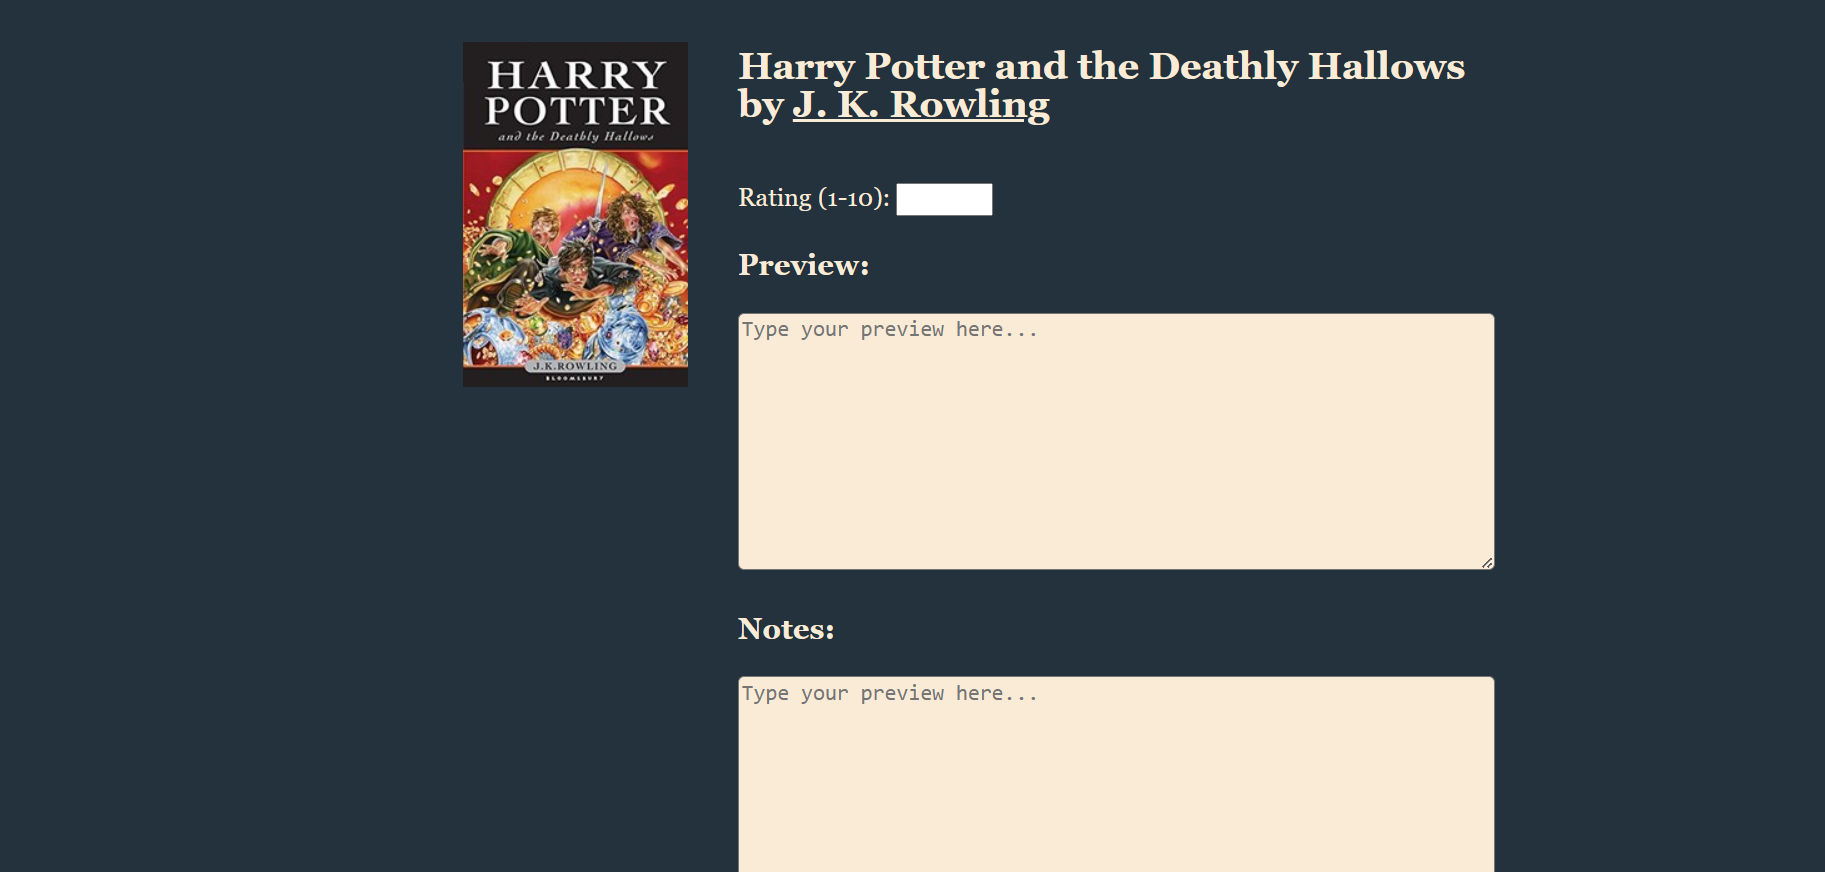 HARRY
POTTER
and the Deathly Hallows
J.K.ROWLING
BLOOMSBURY
Harry Potter and the Deathly Hallows
by J. K. Rowling
Rating (1-10):
Preview:
Type your preview here...
Notes:
Type your preview here...